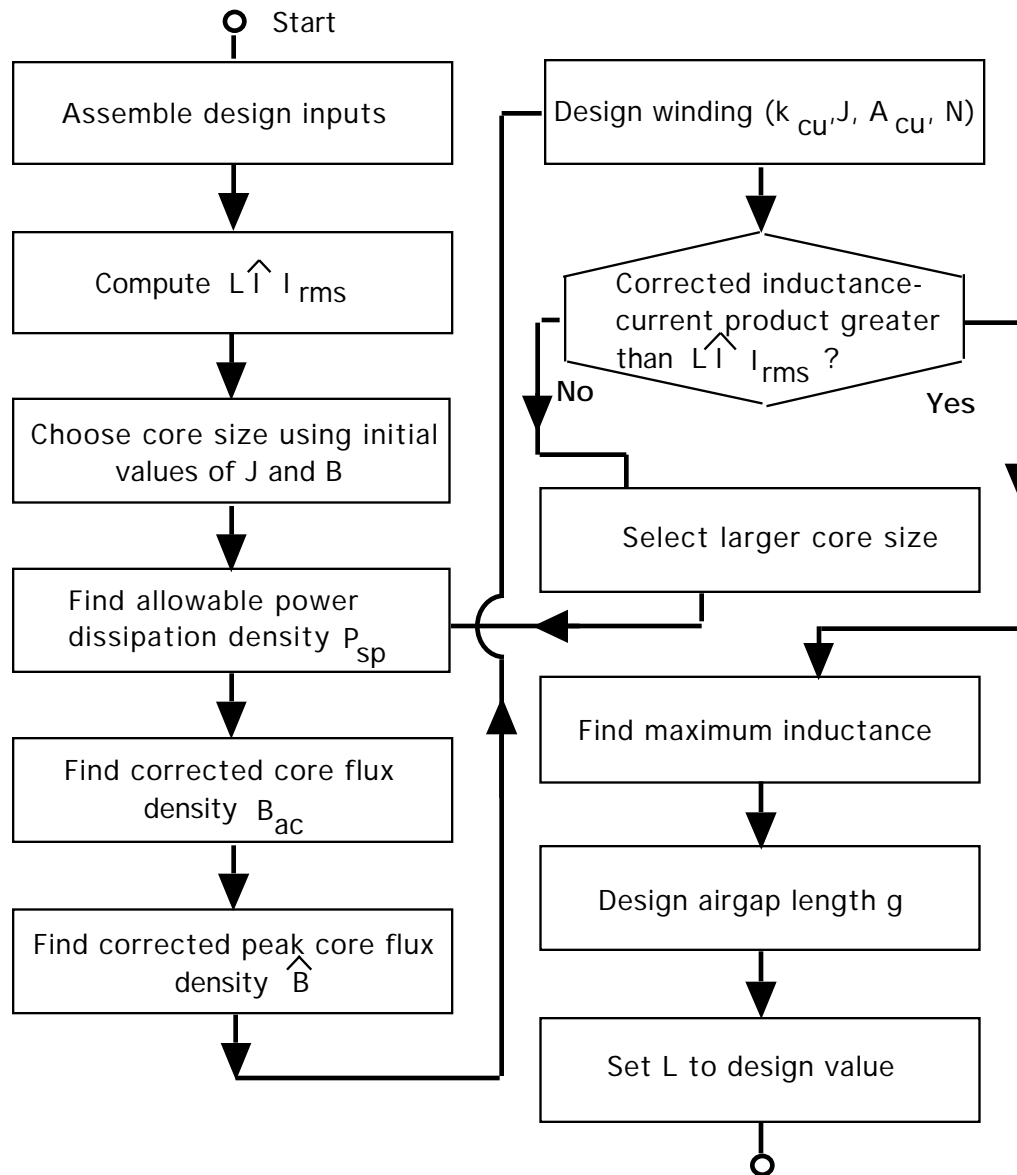 Start
Assemble design inputs
Compute L Î I rms
Choose core size using initial
values of J and B
Find allowable power
dissipation density P sp
Find corrected core flux
density B ac
Find corrected peak core flux
density B̂
Design winding (k cu, J, A cu, N)
Corrected inductance-
current product greater
than L Î I rms ?
No
Yes
Select larger core size
Find maximum inductance
Design airgap length g
Set L to design value